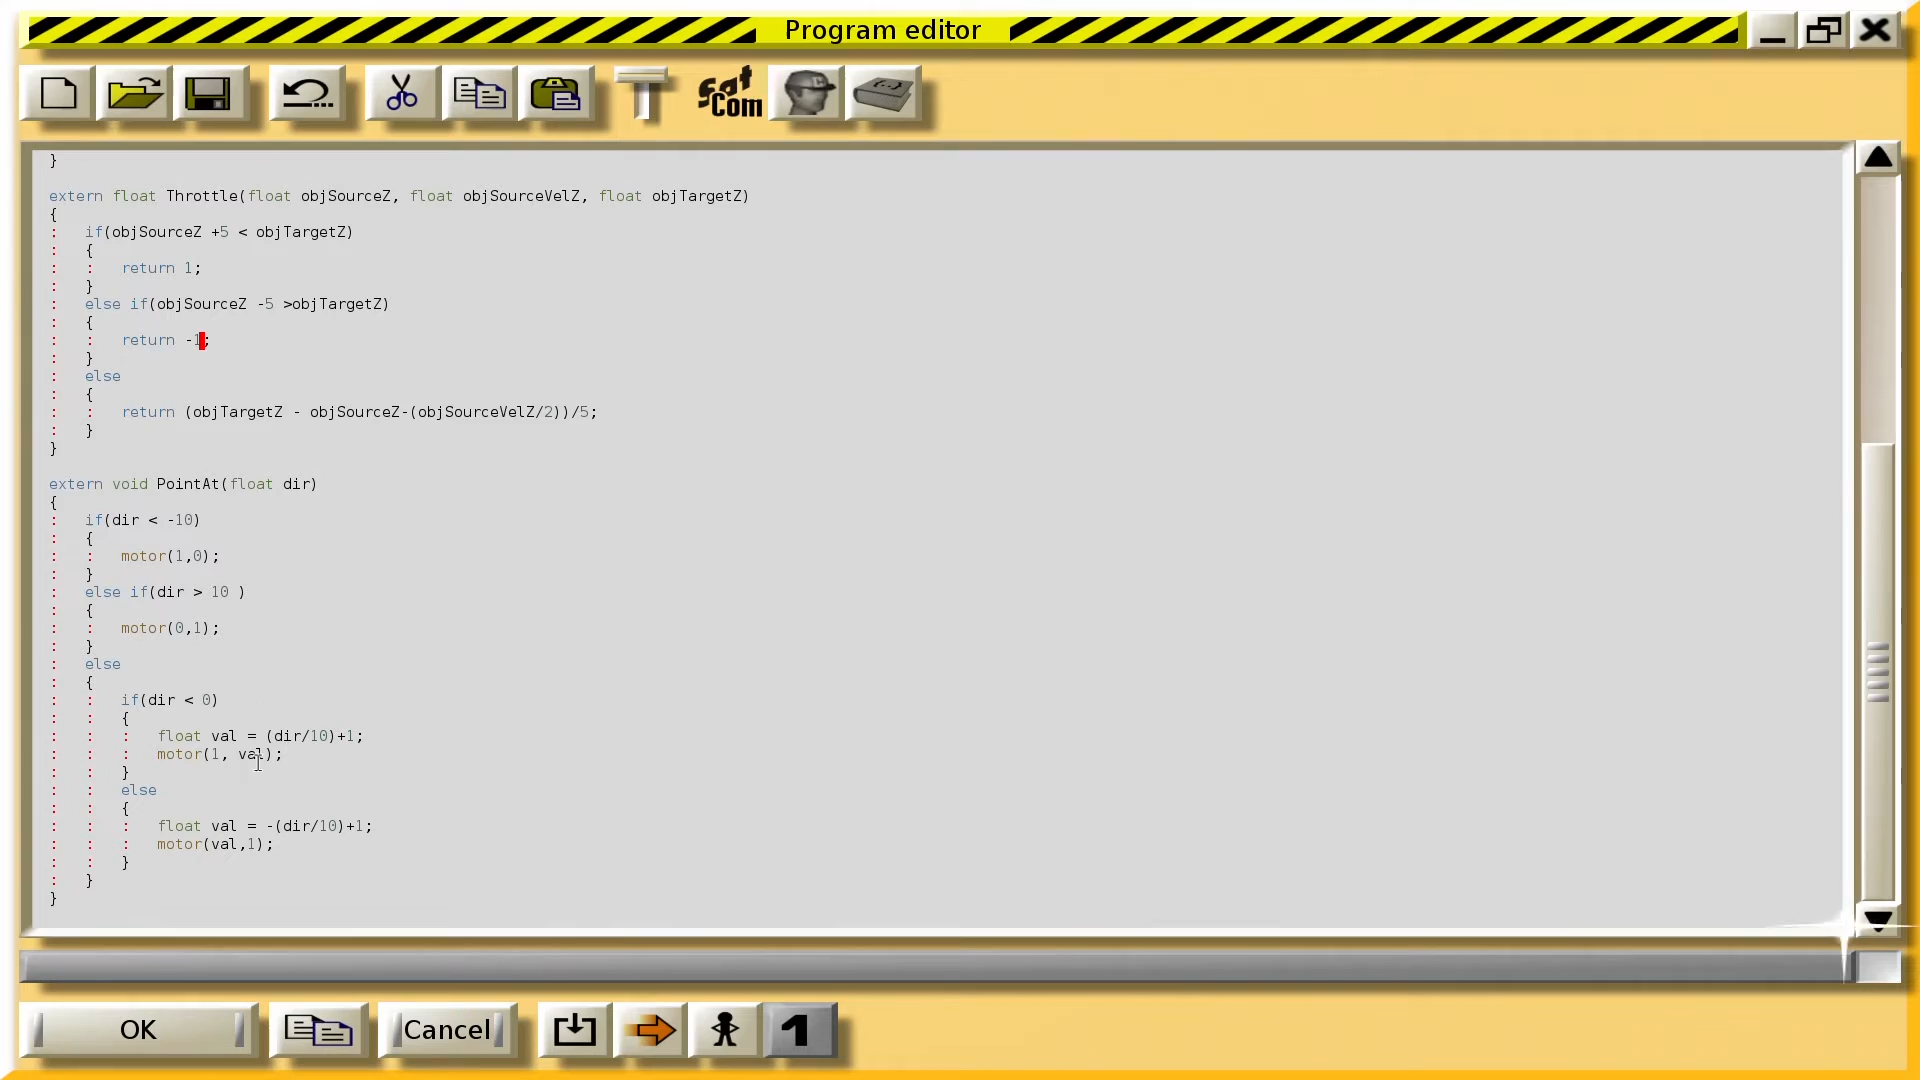 Program editor
Sat
Com
}
extern float Throttle(float objSourceZ, float objSourceVelZ, float objTargetZ)
{
:   if(objSourceZ +5 < objTargetZ)
:   {
:   :   return 1;
:   }
:   else if(objSourceZ -5 >objTargetZ)
:   {
:   :   return -1;
:   }
:   else
:   {
:   :   return (objTargetZ - objSourceZ-(objSourceVelZ/2))/5;
:   }
}
extern void PointAt(float dir)
{
:   if(dir < -10)
:   {
:   :   motor(1,0);
:   }
:   else if(dir > 10 )
:   {
:   :   motor(0,1);
:   }
:   else
:   {
:   :   if(dir < 0)
:   :   {
:   :   :   float val = (dir/10)+1;
:   :   :   motor(1, val);
:   :   }
:   :   else
:   :   {
:   :   :   float val = -(dir/10)+1;
:   :   :   motor(val,1);
:   :   }
:   }
}
OK Cancel 1